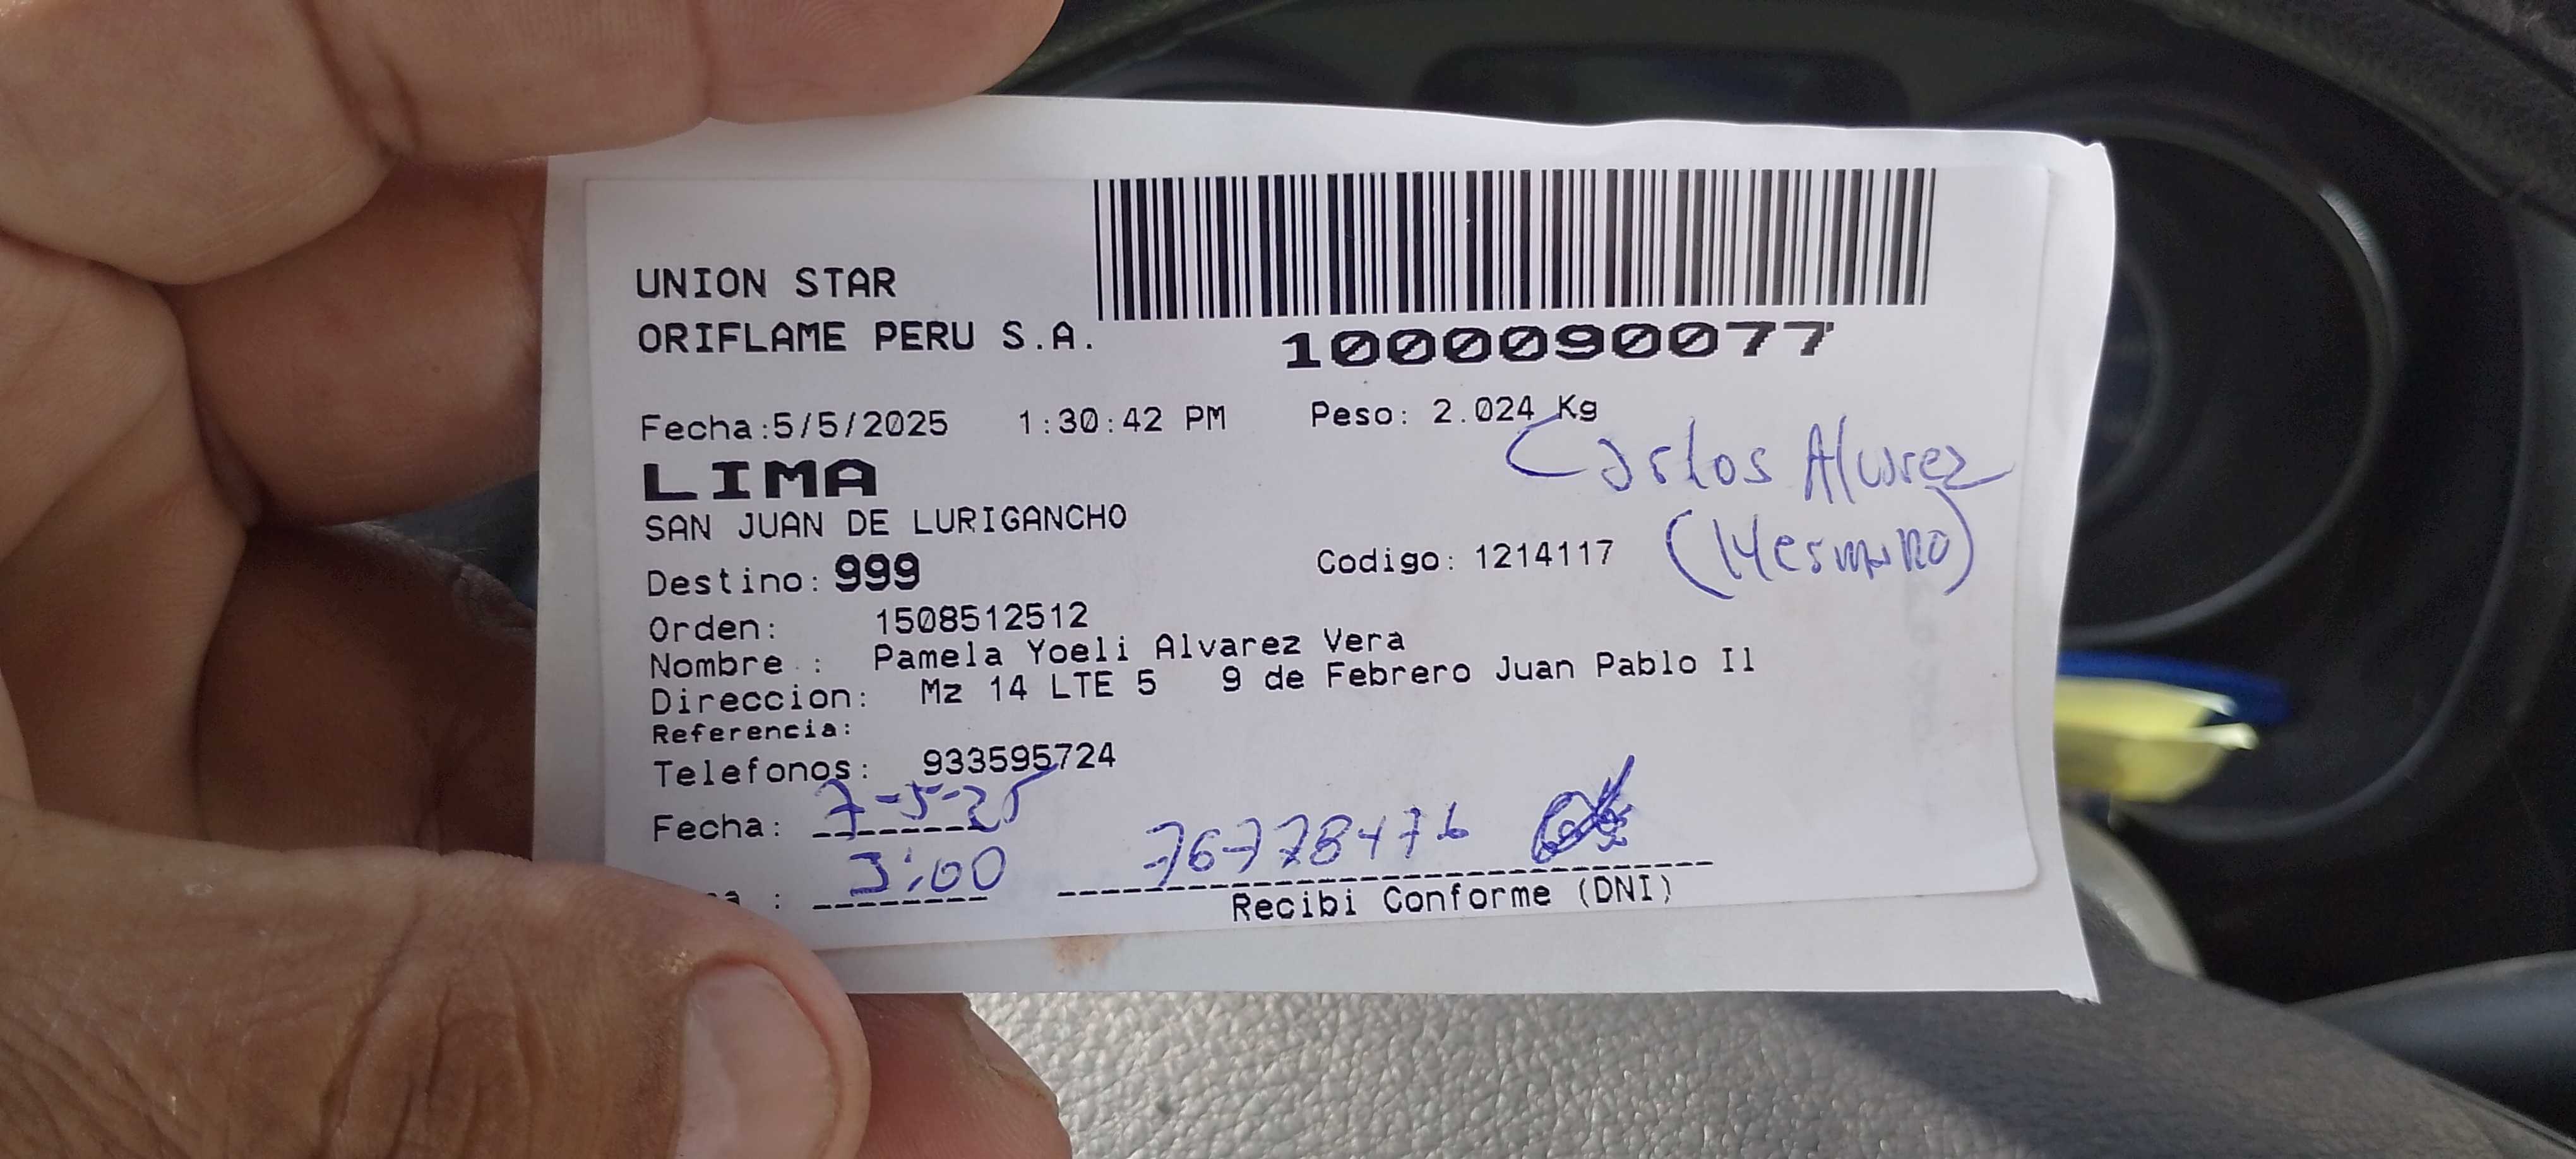 UNION STAR
ORIFLAME PERU S.A.
1000090077
Fecha:5/5/2025 1:30:42 PM Peso: 2.024 Kg
Carlos Alvarez
LIMA
SAN JUAN DE LURIGANCHO
(Hermano)
Destino: 999 Codigo: 1214117
Orden: 1508512512
Nombre : Pamela Yoeli Alvarez Vera
Direccion: Mz 14 LTE 5 9 de Febrero Juan Pablo Il
Referencia:
Telefonos: 933595724
Fecha: 7-5-25
: 3:00 76778476
Recibi Conforme (DNI)